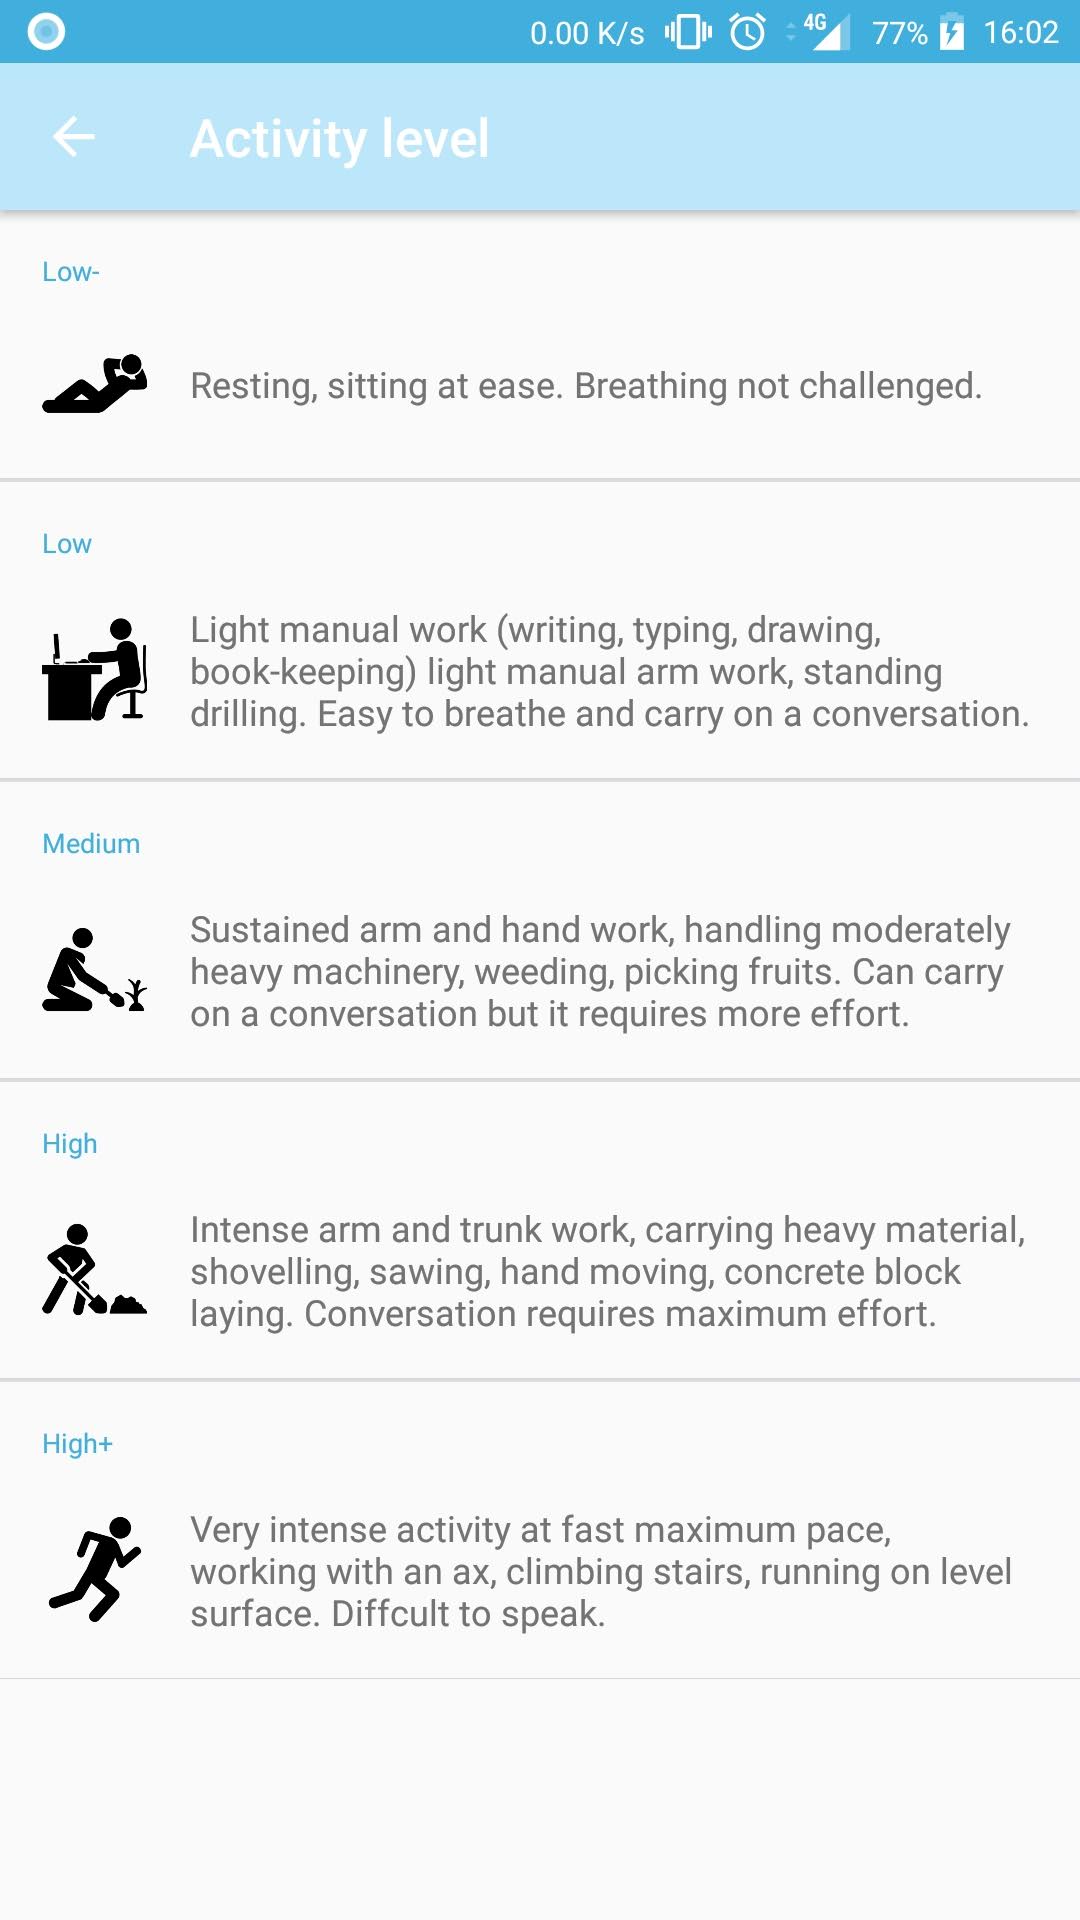 0.00 K/s 4G 77% 16:02
Activity level
Low-
Resting, sitting at ease. Breathing not challenged.
Low
Light manual work (writing, typing, drawing,
book-keeping) light manual arm work, standing
drilling. Easy to breathe and carry on a conversation.
Medium
Sustained arm and hand work, handling moderately
heavy machinery, weeding, picking fruits. Can carry
on a conversation but it requires more effort.
High
Intense arm and trunk work, carrying heavy material,
shovelling, sawing, hand moving, concrete block
laying. Conversation requires maximum effort.
High+
Very intense activity at fast maximum pace,
working with an ax, climbing stairs, running on level
surface. Diffcult to speak.